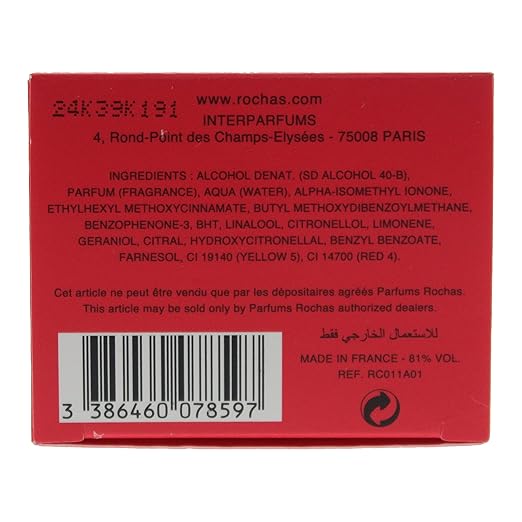 24K39K191
www.rochas.com
INTERPARFUMS
4, Rond-Point des Champs-Elysées - 75008 PARIS
INGREDIENTS : ALCOHOL DENAT. (SD ALCOHOL 40-B),
PARFUM (FRAGRANCE), AQUA (WATER), ALPHA-ISOMETHYL IONONE,
ETHYLHEXYL METHOXYCINNAMATE, BUTYL METHOXYDIBENZOYLMETHANE,
BENZOPHENONE-3, BHT, LINALOOL, CITRONELLOL, LIMONENE,
GERANIOL, CITRAL, HYDROXYCITRONELLAL, BENZYL BENZOATE,
FARNESOL, CI 19140 (YELLOW 5), CI 14700 (RED 4).
Cet article ne peut être vendu que par les dépositaires agréés Parfums Rochas.
This article may be sold only by Parfums Rochas authorized dealers.
للاستعمال الخارجي فقط
MADE IN FRANCE - 81% VOL.
REF. RC011A01
3 386460 078597